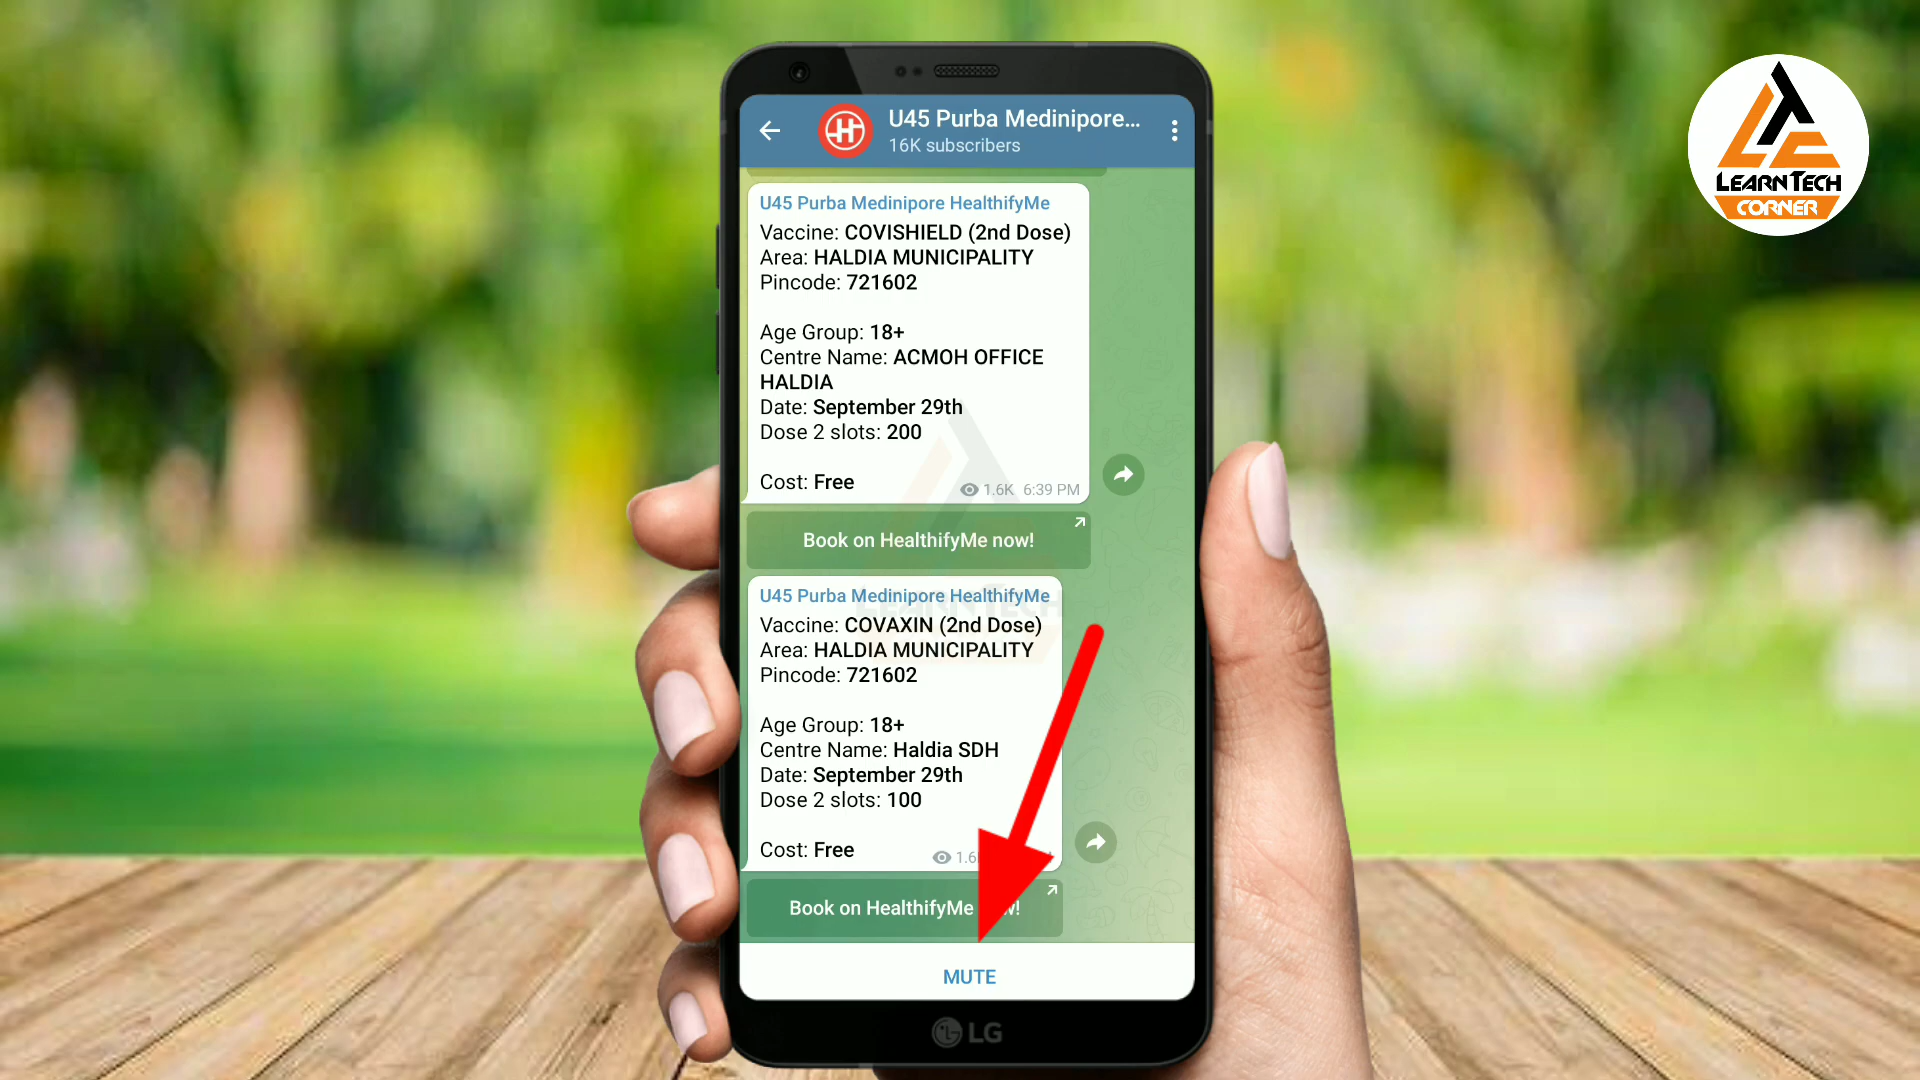 U45 Purba Medinipore...
16K subscribers
LEARNTECH
CORNER
U45 Purba Medinipore HealthifyMe
Vaccine: COVISHIELD (2nd Dose)
Area: HALDIA MUNICIPALITY
Pincode: 721602
Age Group: 18+
Centre Name: ACMOH OFFICE
HALDIA
Date: September 29th
Dose 2 slots: 200
Cost: Free
1.6K 6:39 PM
Book on HealthifyMe now!
U45 Purba Medinipore HealthifyMe
LEARNTECH
Vaccine: COVAXIN (2nd Dose)
Area: HALDIA MUNICIPALITY
Pincode: 721602
Age Group: 18+
Centre Name: Haldia SDH
Date: September 29th
Dose 2 slots: 100
Cost: Free
Book on HealthifyMe
MUTE
LG